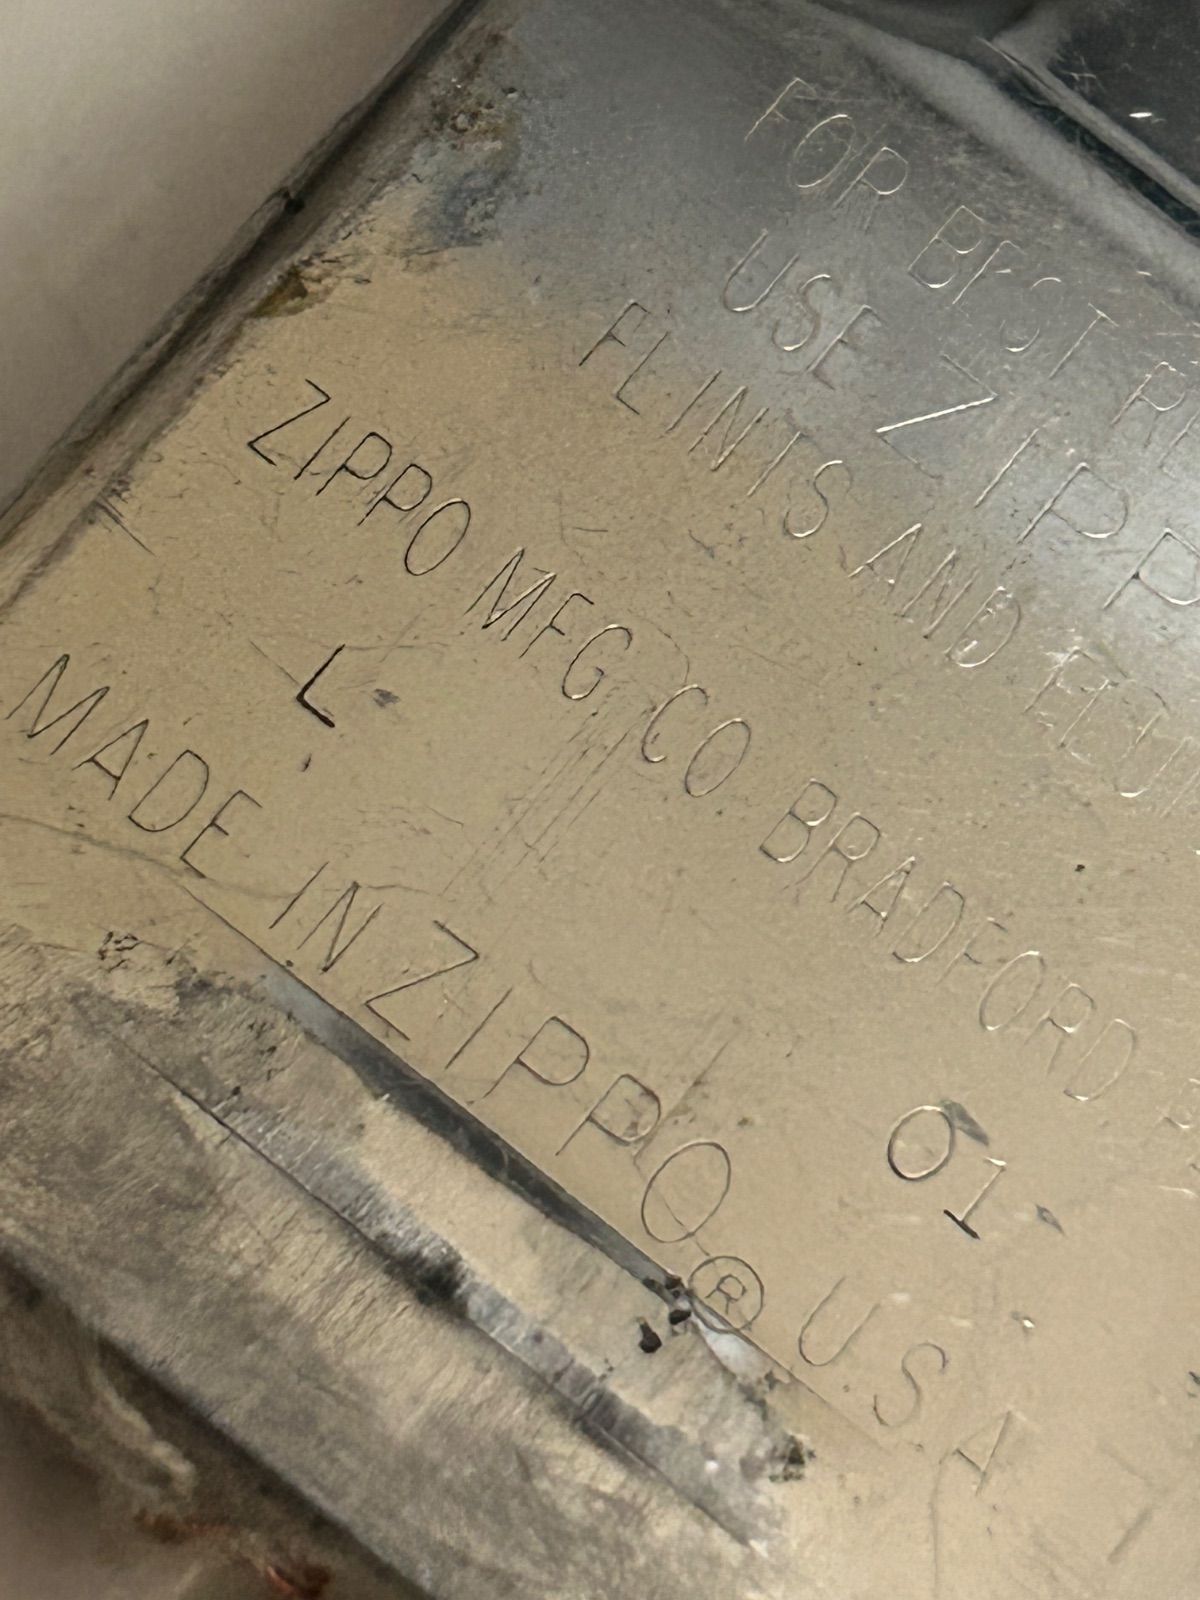 FOR BEST
USE ZIPP
FLINTS AND
ZIPPO MFG CO BRADFORD
L 01
MADE IN ZIPPO® USA